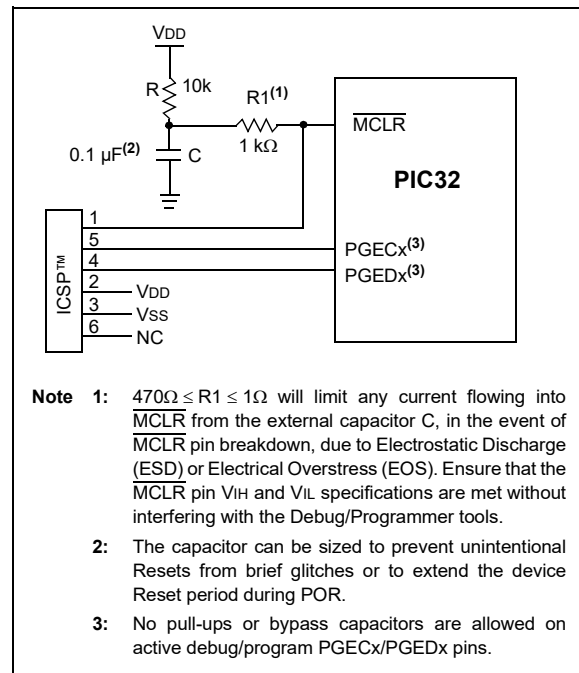 VDD
R 10k
R1(1)
1 kΩ
MCLR
0.1 µF(2) C
PIC32
ICSP™
1
5 PGECx(3)
4 PGEDx(3)
2 VDD
3 VSS
6 NC
Note 1: 470Ω ≤ R1 ≤ 1Ω will limit any current flowing into
MCLR from the external capacitor C, in the event of
MCLR pin breakdown, due to Electrostatic Discharge
(ESD) or Electrical Overstress (EOS). Ensure that the
MCLR pin VIH and VIL specifications are met without
interfering with the Debug/Programmer tools.
2: The capacitor can be sized to prevent unintentional
Resets from brief glitches or to extend the device
Reset period during POR.
3: No pull-ups or bypass capacitors are allowed on
active debug/program PGECx/PGEDx pins.